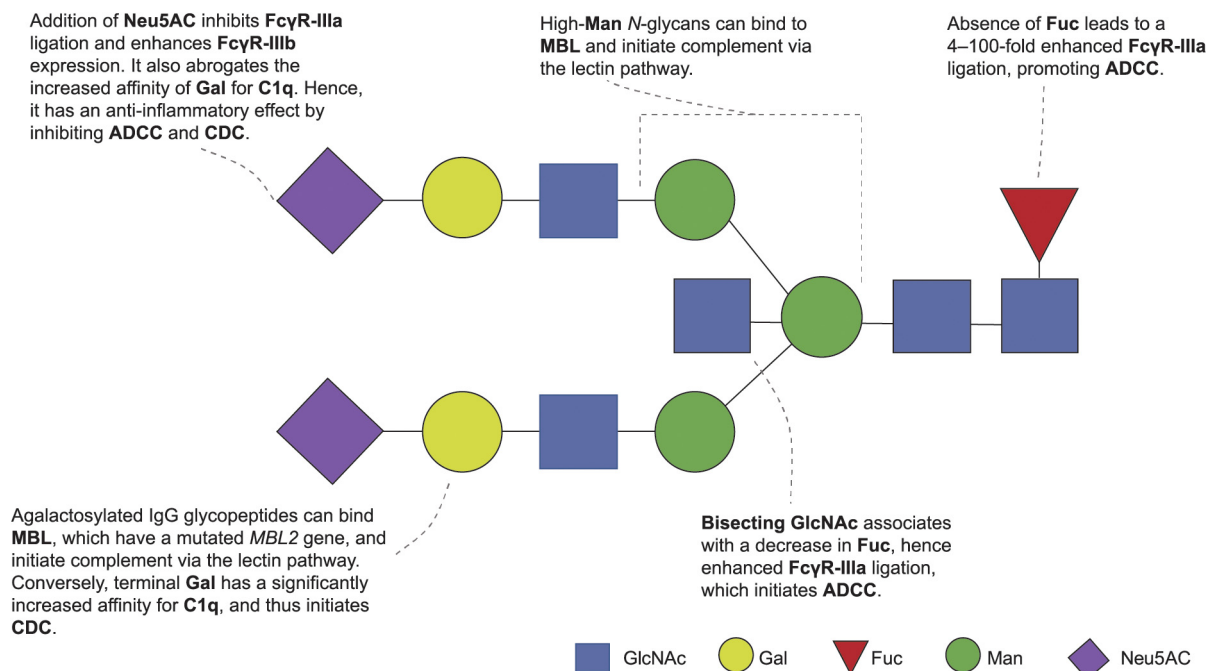 Addition of Neu5AC inhibits FcγR-IIIa
ligation and enhances FcγR-IIIb
expression. It also abrogates the
increased affinity of Gal for C1q. Hence,
it has an anti-inflammatory effect by
inhibiting ADCC and CDC.
High-Man N-glycans can bind to
MBL and initiate complement via
the lectin pathway.
Absence of Fuc leads to a
4–100-fold enhanced FcγR-IIIa
ligation, promoting ADCC.
Agalactosylated IgG glycopeptides can bind
MBL, which have a mutated MBL2 gene, and
initiate complement via the lectin pathway.
Conversely, terminal Gal has a significantly
increased affinity for C1q, and thus initiates
CDC.
Bisecting GlcNAc associates
with a decrease in Fuc, hence
enhanced FcγR-IIIa ligation,
which initiates ADCC.
GlcNAc Gal Fuc Man Neu5AC